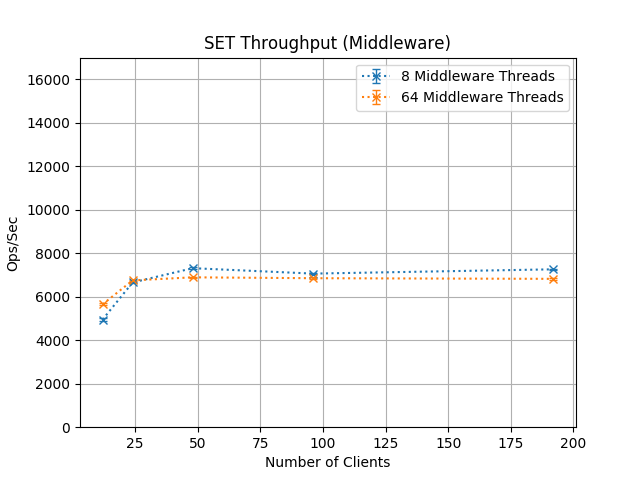 SET Throughput (Middleware)
8 Middleware Threads
64 Middleware Threads
16000
14000
12000
10000
8000
6000
4000
2000
0
Ops/Sec
25 50 75 100 125 150 175 200
Number of Clients